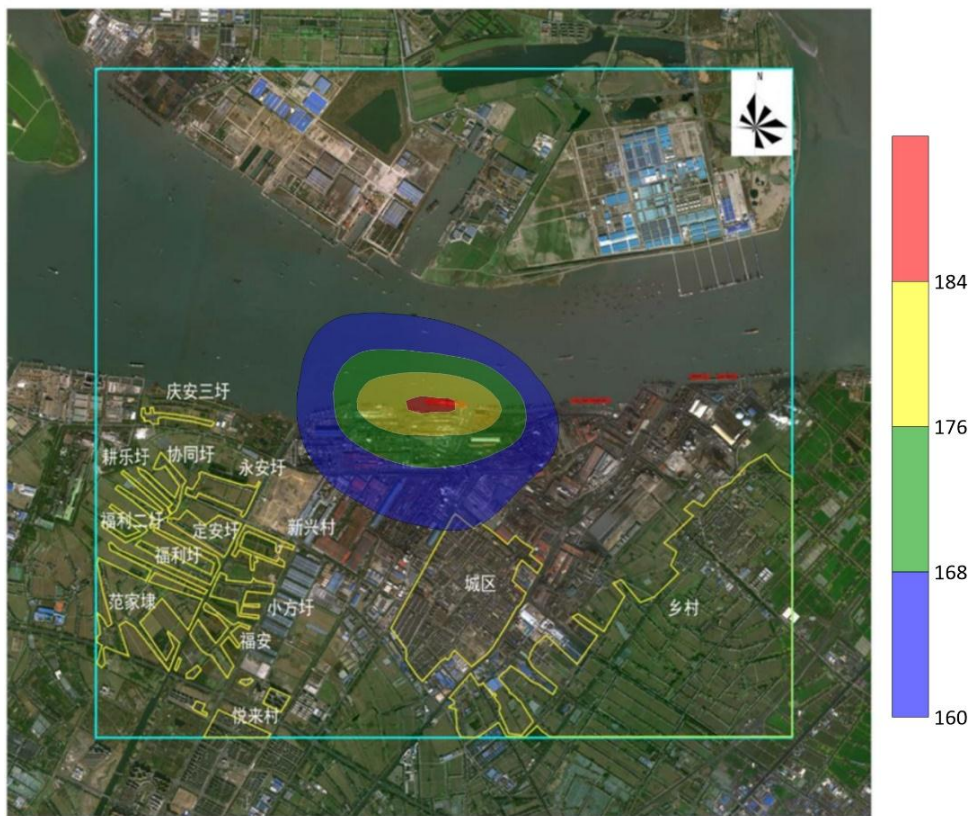 N
184
176
168
160
庆安三圩
耕乐圩
协同圩
永安圩
福利二圩
定安圩
新兴村
福利圩
城区
范家埭
小方圩
乡村
福安
悦来村